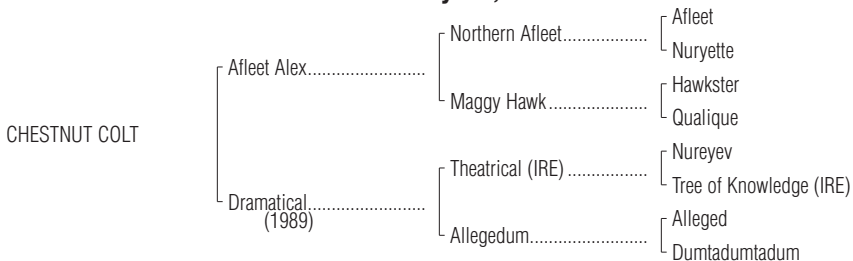 Afleet
Northern Afleet..................
Nuryette
Afleet Alex.........................
Hawkster
Maggy Hawk.....................
Qualique
CHESTNUT COLT
Nureyev
Theatrical (IRE).................
Tree of Knowledge (IRE)
Dramatical.........................
(1989)
Alleged
Allegedum.........................
Dumtadumtadum